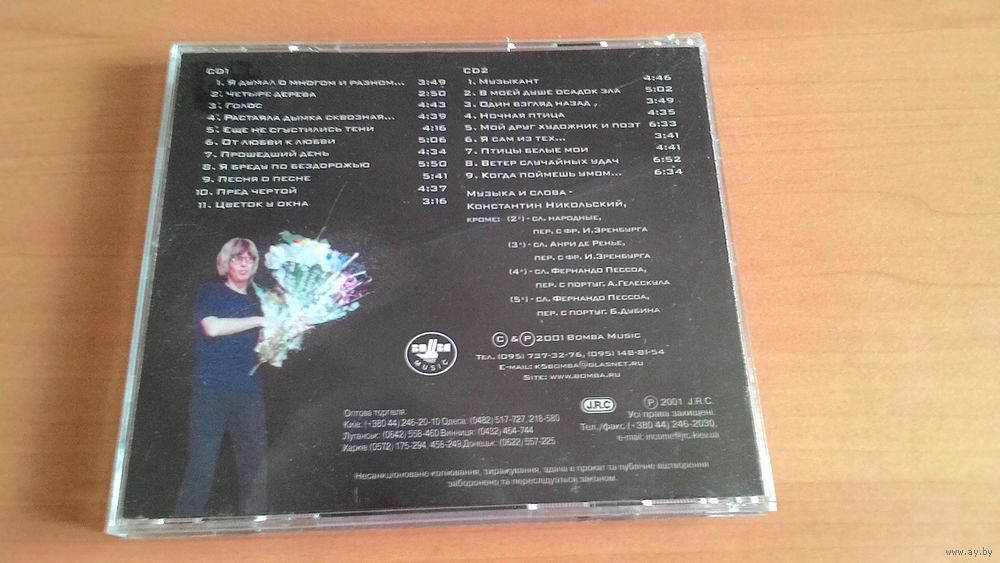 CD1
1. Я думал о многом и разном... 3:49
2. Четыре дерева 2:50
3. Голос 4:43
4. Растаяла дымка сквозная... 4:39
5. Еще не сгустились тени 4:16
6. От любви к любви 5:06
7. Прошедший день 4:34
8. Я бреду по бездорожью 5:50
9. Песня о песне 5:41
10. Пред чертой 4:37
11. Цветок у окна 3:16
CD2
1. Музыкант 4:46
2. В моей душе осадок зла 5:02
3. Один взгляд назад 3:49
4. Ночная птица 4:35
5. Мой друг художник и поэт 6:33
6. Я сам из тех... 3:41
7. Птицы белые мои 4:41
8. Ветер случайных удач 6:52
9. Когда поймешь умом... 6:34
Музыка и слова -
Константин Никольский,
кроме: (2*) - сл. народные,
пер. с фр. И.Эренбурга
(3*) - сл. Анри де Ренье,
пер. с фр. И.Эренбурга
(4*) - сл. Фернандо Пессоа,
пер. с португ. А.Гелескула
(5*) - сл. Фернандо Пессоа,
пер. с португ. Б.Дубина
BOMBA MUSIC
© & ℗ 2001 Bomba Music
Тел. (095) 737-32-76, (095) 148-81-54
E-mail: k5bomba@glasnet.ru
Site: www.bomba.ru
Оптова торгівля
Київ: (+380 44) 246-20-10 Одеса: (0482) 517-727, 218-580
Луганськ: (0642) 558-460 Винниця: (0432) 464-744
Харків (0572) 175-294, 458-249 Донецьк: (0622) 557-225
J.R.C
℗ 2001 J.R.C.
Усі права захищені.
Тел./факс (+380 44) 246-2030,
e-mail: income@jrc.kiev.ua
Несанкціоноване копіювання, тиражування, здача в прокат та публічне відтворення
заборонено та переслідується законом.
www.ay.by